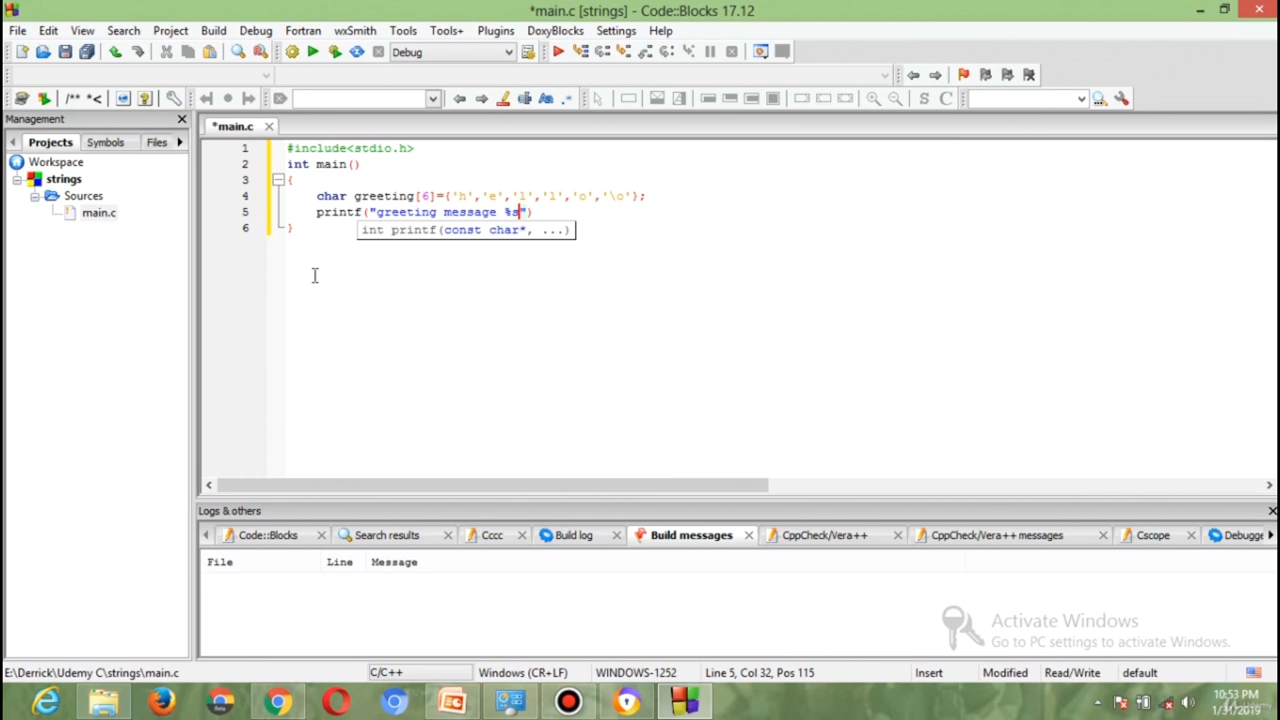 *main.c [strings] - Code::Blocks 17.12
File Edit View Search Project Build Debug Fortran wxSmith Tools Tools+ Plugins DoxyBlocks Settings Help
Debug
/** *<
S C
Management
Projects Symbols Files
*main.c
Workspace
strings
Sources
main.c
1 #include<stdio.h>
2 int main()
3 {
4 char greeting[6]={'h','e','l','l','o','\o'};
5 printf("greeting message %s")
6 }
int printf(const char*, ...)
Logs & others
Code::Blocks Search results Cccc Build log Build messages CppCheck/Vera++ CppCheck/Vera++ messages Cscope Debugge
File Line Message
Activate Windows
Go to PC settings to activate Windows.
E:\Derrick\Udemy C\strings\main.c C/C++ Windows (CR+LF) WINDOWS-1252 Line 5, Col 32, Pos 115 Insert Modified Read/Write default
10:53 PM
1/31/2019